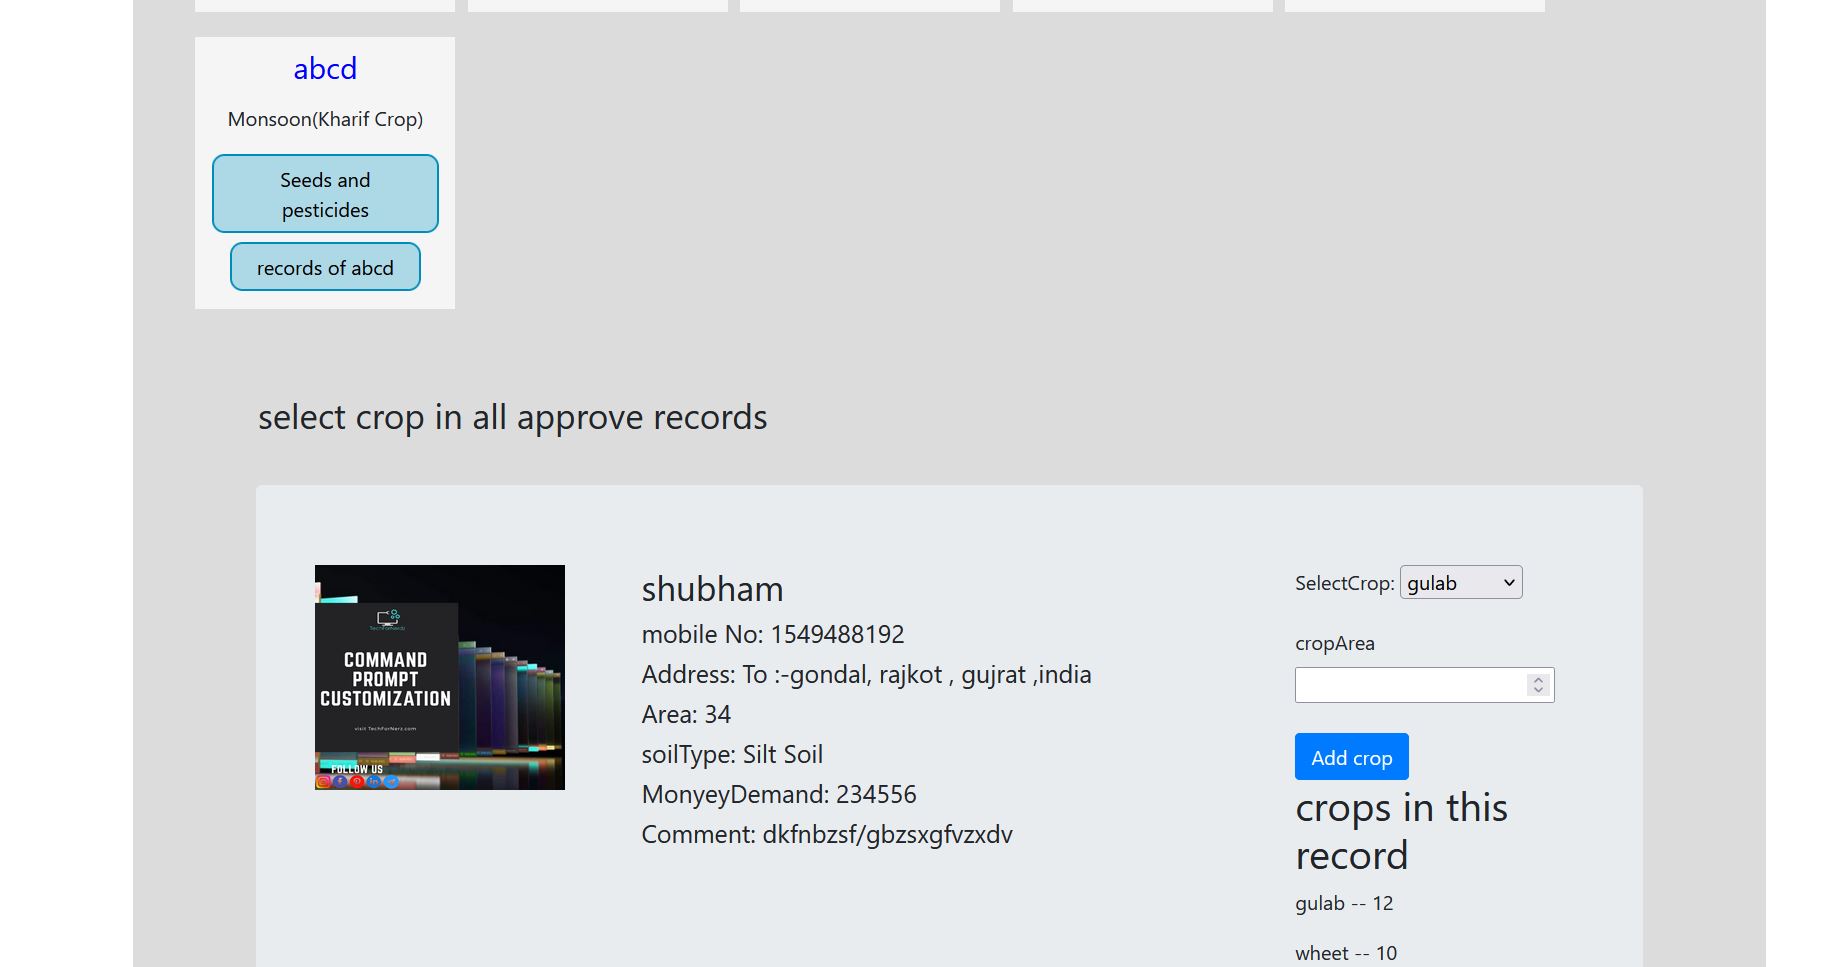 abcd
Monsoon(Kharif Crop)
Seeds and
pesticides
records of abcd
select crop in all approve records
TechForNerdz
COMMAND
PROMPT
CUSTOMIZATION
visit TechForNerz.com
FOLLOW US
shubham
mobile No: 1549488192
Address: To :-gondal, rajkot , gujrat ,india
Area: 34
soilType: Silt Soil
MonyeyDemand: 234556
Comment: dkfnbzsf/gbzsxgfvzxdv
SelectCrop: gulab
cropArea
Add crop
crops in this
record
gulab -- 12
wheet -- 10